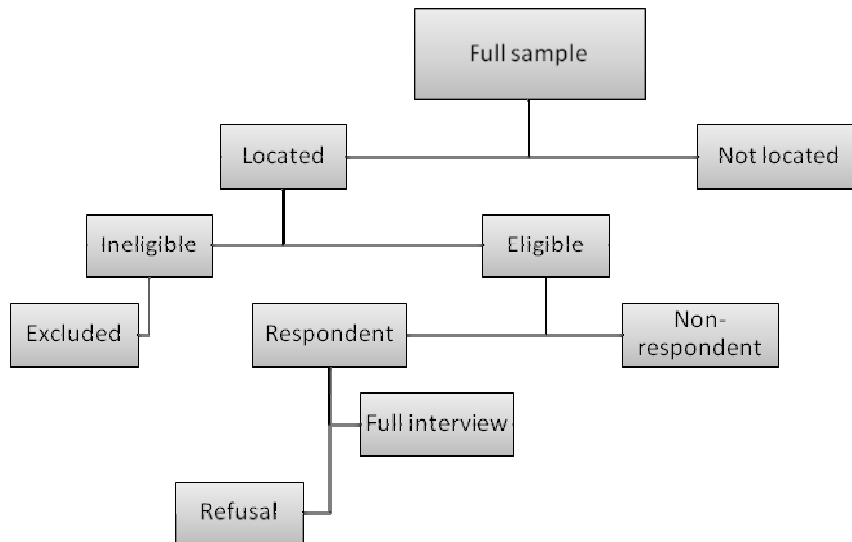 Full sample
Located
Not located
Ineligible
Eligible
Excluded
Respondent
Non-
respondent
Full interview
Refusal